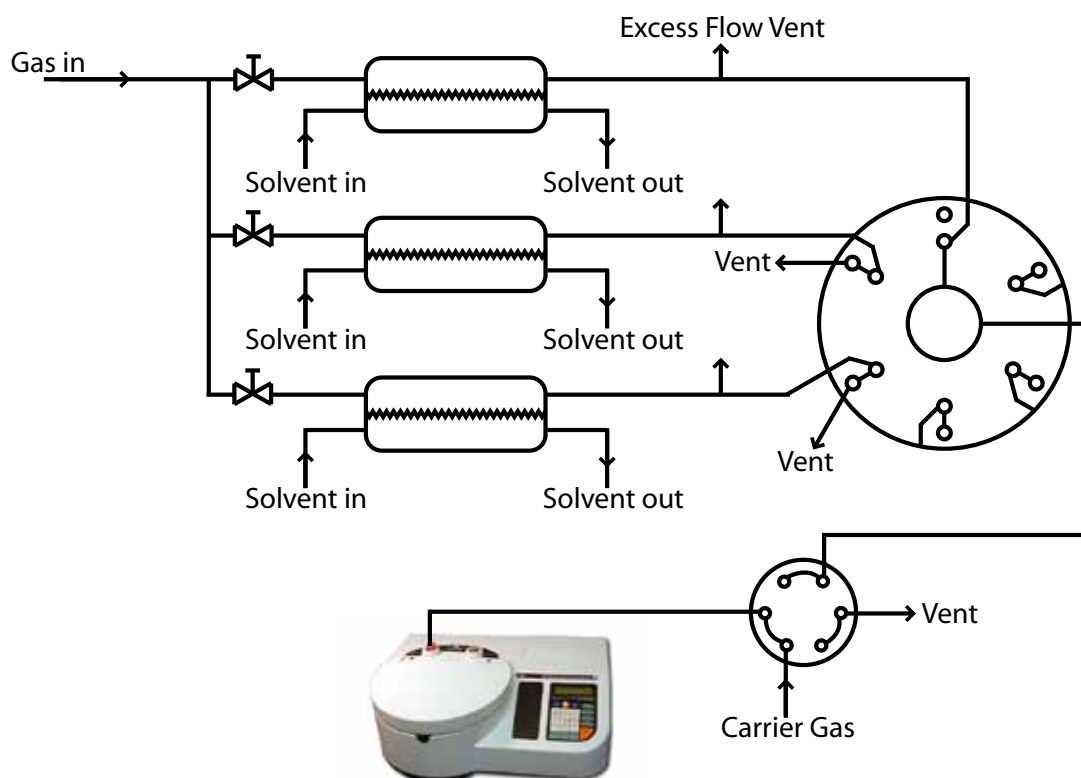 Excess Flow Vent
Gas in
Solvent in
Solvent out
Vent
Solvent in
Solvent out
Vent
Solvent in
Solvent out
Vent
Carrier Gas